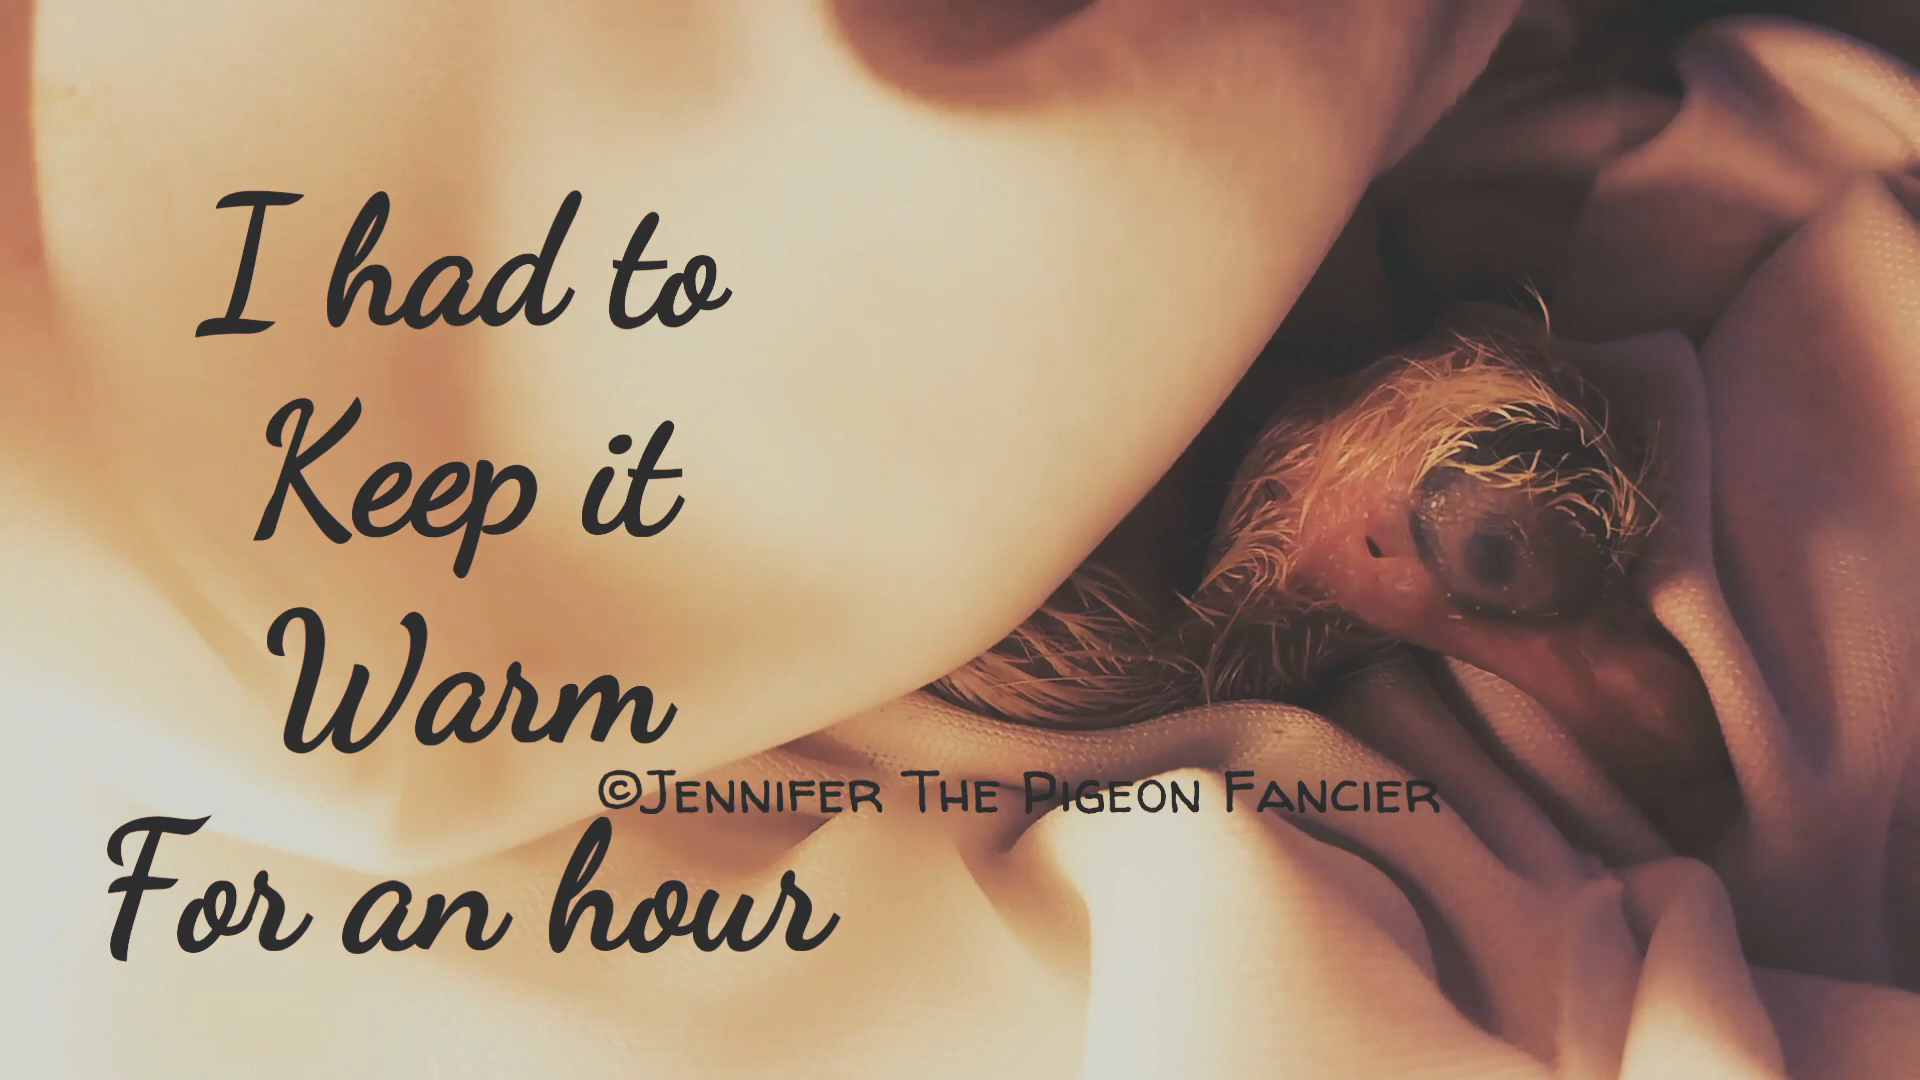 I had to
Keep it
Warm
©Jennifer The Pigeon Fancier
For an hour